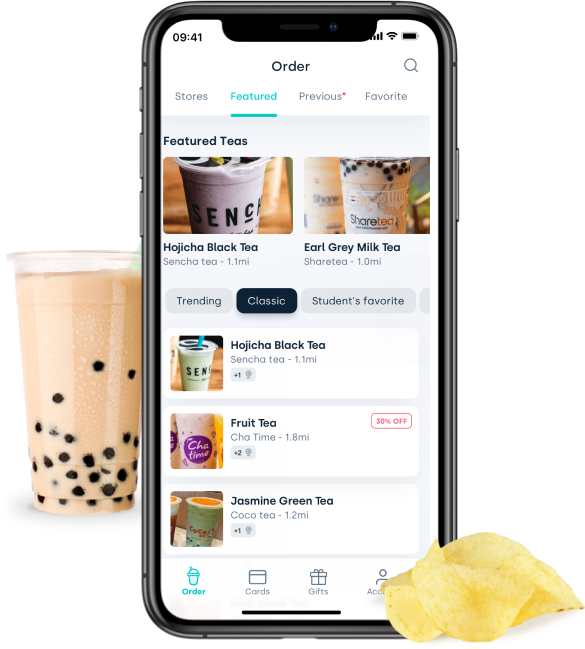 09:41
Order
Stores Featured Previous* Favorite
Featured Teas
SENCH
Share
Sharetea
Hojicha Black Tea Earl Grey Milk Tea
Sencha tea - 1.1mi Sharetea - 1.0mi
Trending Classic Student's favorite
Hojicha Black Tea
Sencha tea - 1.1mi
SEN
+1
Fruit Tea 30% OFF
Cha Time - 1.8mi
Cha time
+2
Jasmine Green Tea
Coco tea - 1.2mi
CoCo
+1
Order Cards Gifts Acc